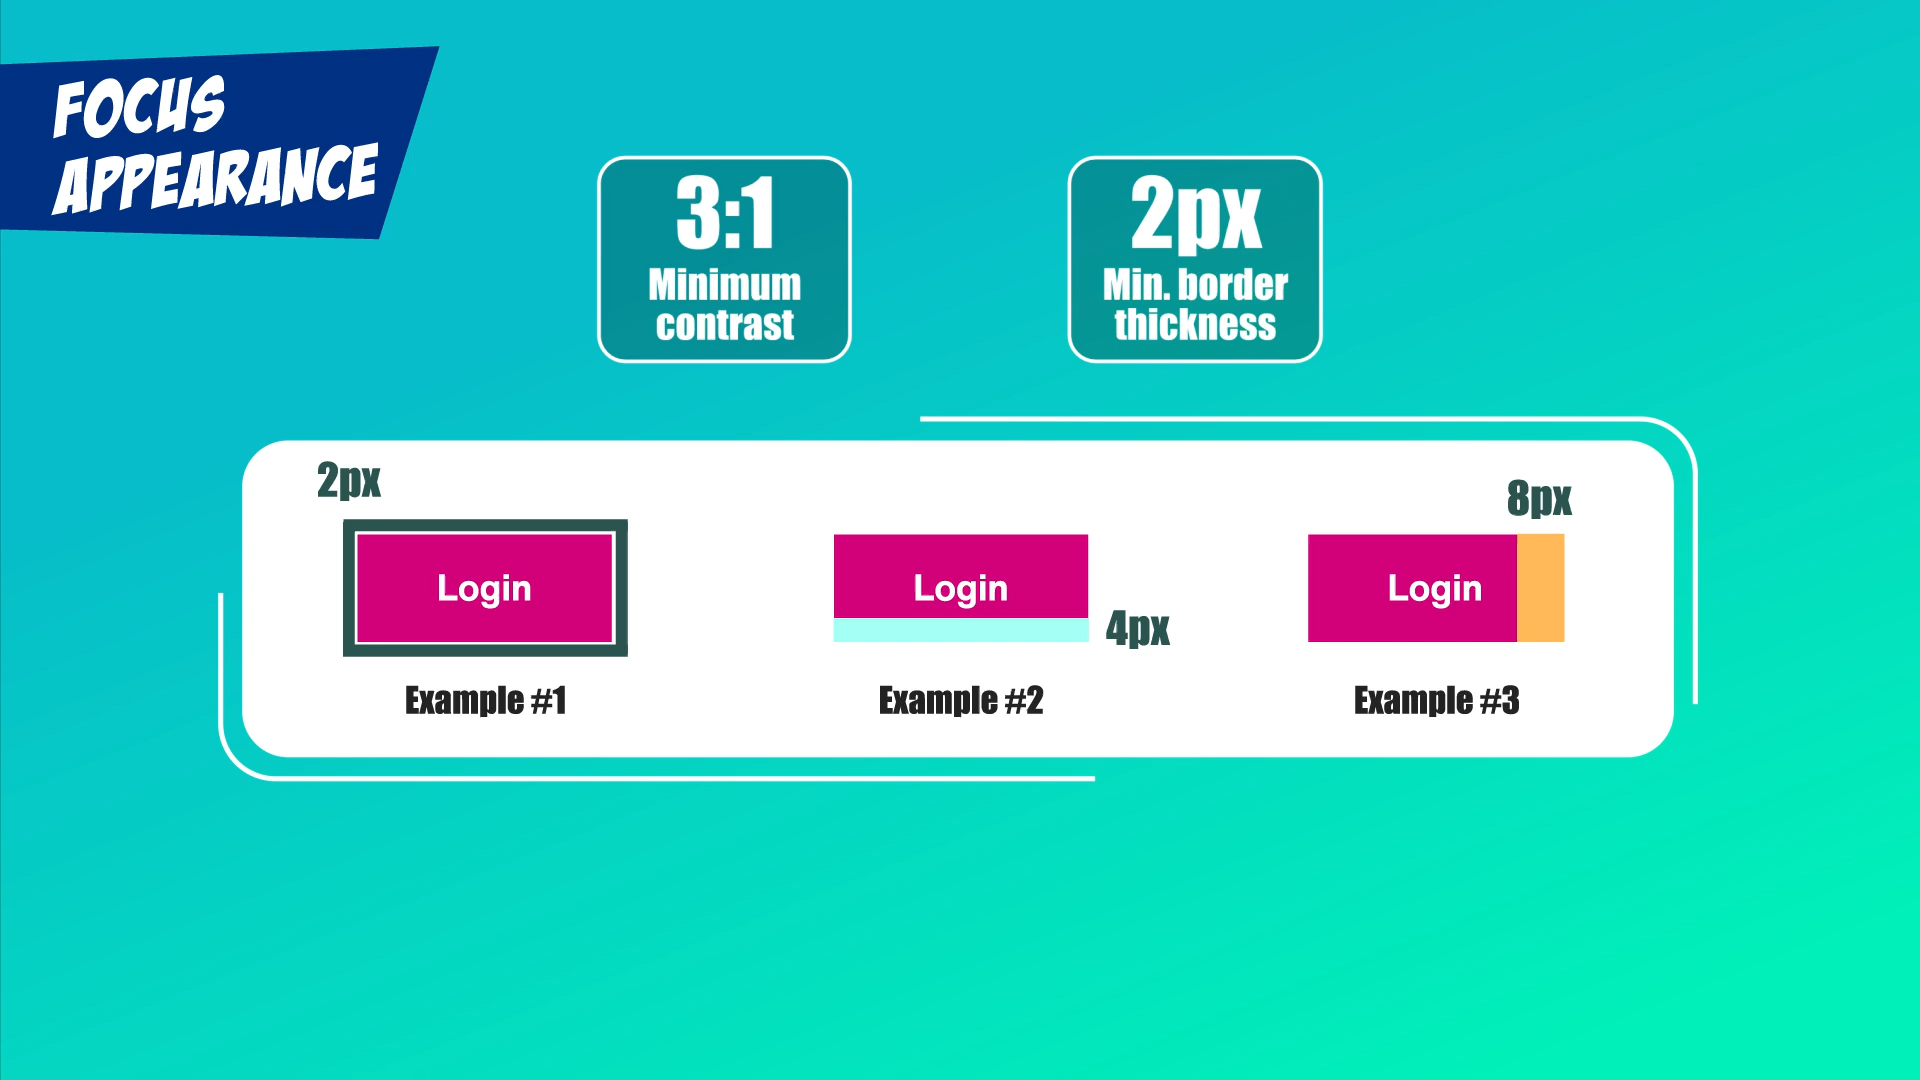 FOCUS
APPEARANCE
3:1
Minimum
contrast
2px
Min. border
thickness
2px
Login
Example #1
Login
4px
Example #2
8px
Login
Example #3